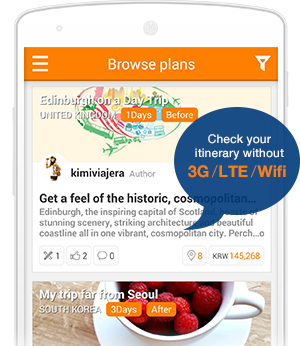 Browse plans
Edinburgh on a Day Trip
UNITED KINGDOM 1Days Before
Check your
itinerary without
3G/LTE/Wifi
kimiviajera Author
Get a feel of the historic, cosmopolitan...
Edinburgh, the inspiring capital of Scotland,
stunning scenery, striking architecture and beautiful
coastline all in one vibrant, cosmopolitan city. Perch...
1 2 0 8 KRW 145,268
My trip far from Seoul
SOUTH KOREA 3Days After